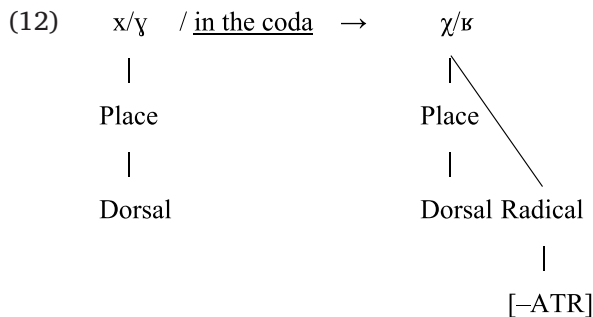 (12) x/ɣ / in the coda → χ/ʁ
Place Place
Dorsal Dorsal Radical
[–ATR]